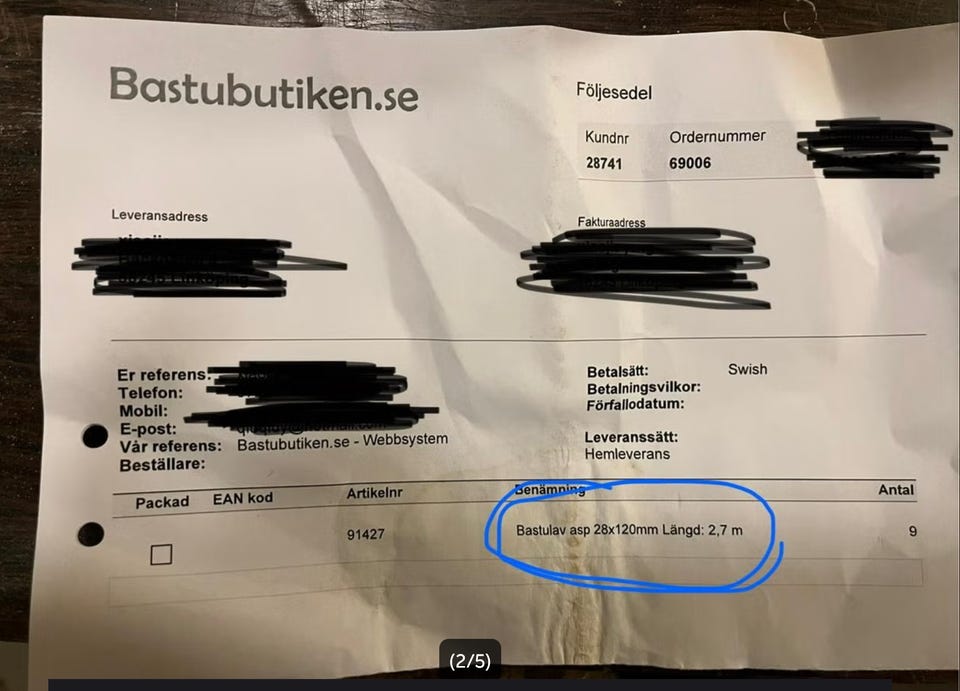 Bastubutiken.se
Följesedel
Kundnr Ordernummer
28741 69006
Leveransadress
Fakturaadress
Er referens:
Telefon:
Mobil:
E-post:
Vår referens: Bastubutiken.se - Webbsystem
Beställare:
Betalsätt: Swish
Betalningsvilkor:
Förfallodatum:
Leveranssätt:
Hemleverans
Packad EAN kod Artikelnr Benämning Antal
91427 Bastulav asp 28x120mm Längd: 2,7 m 9
(2/5)